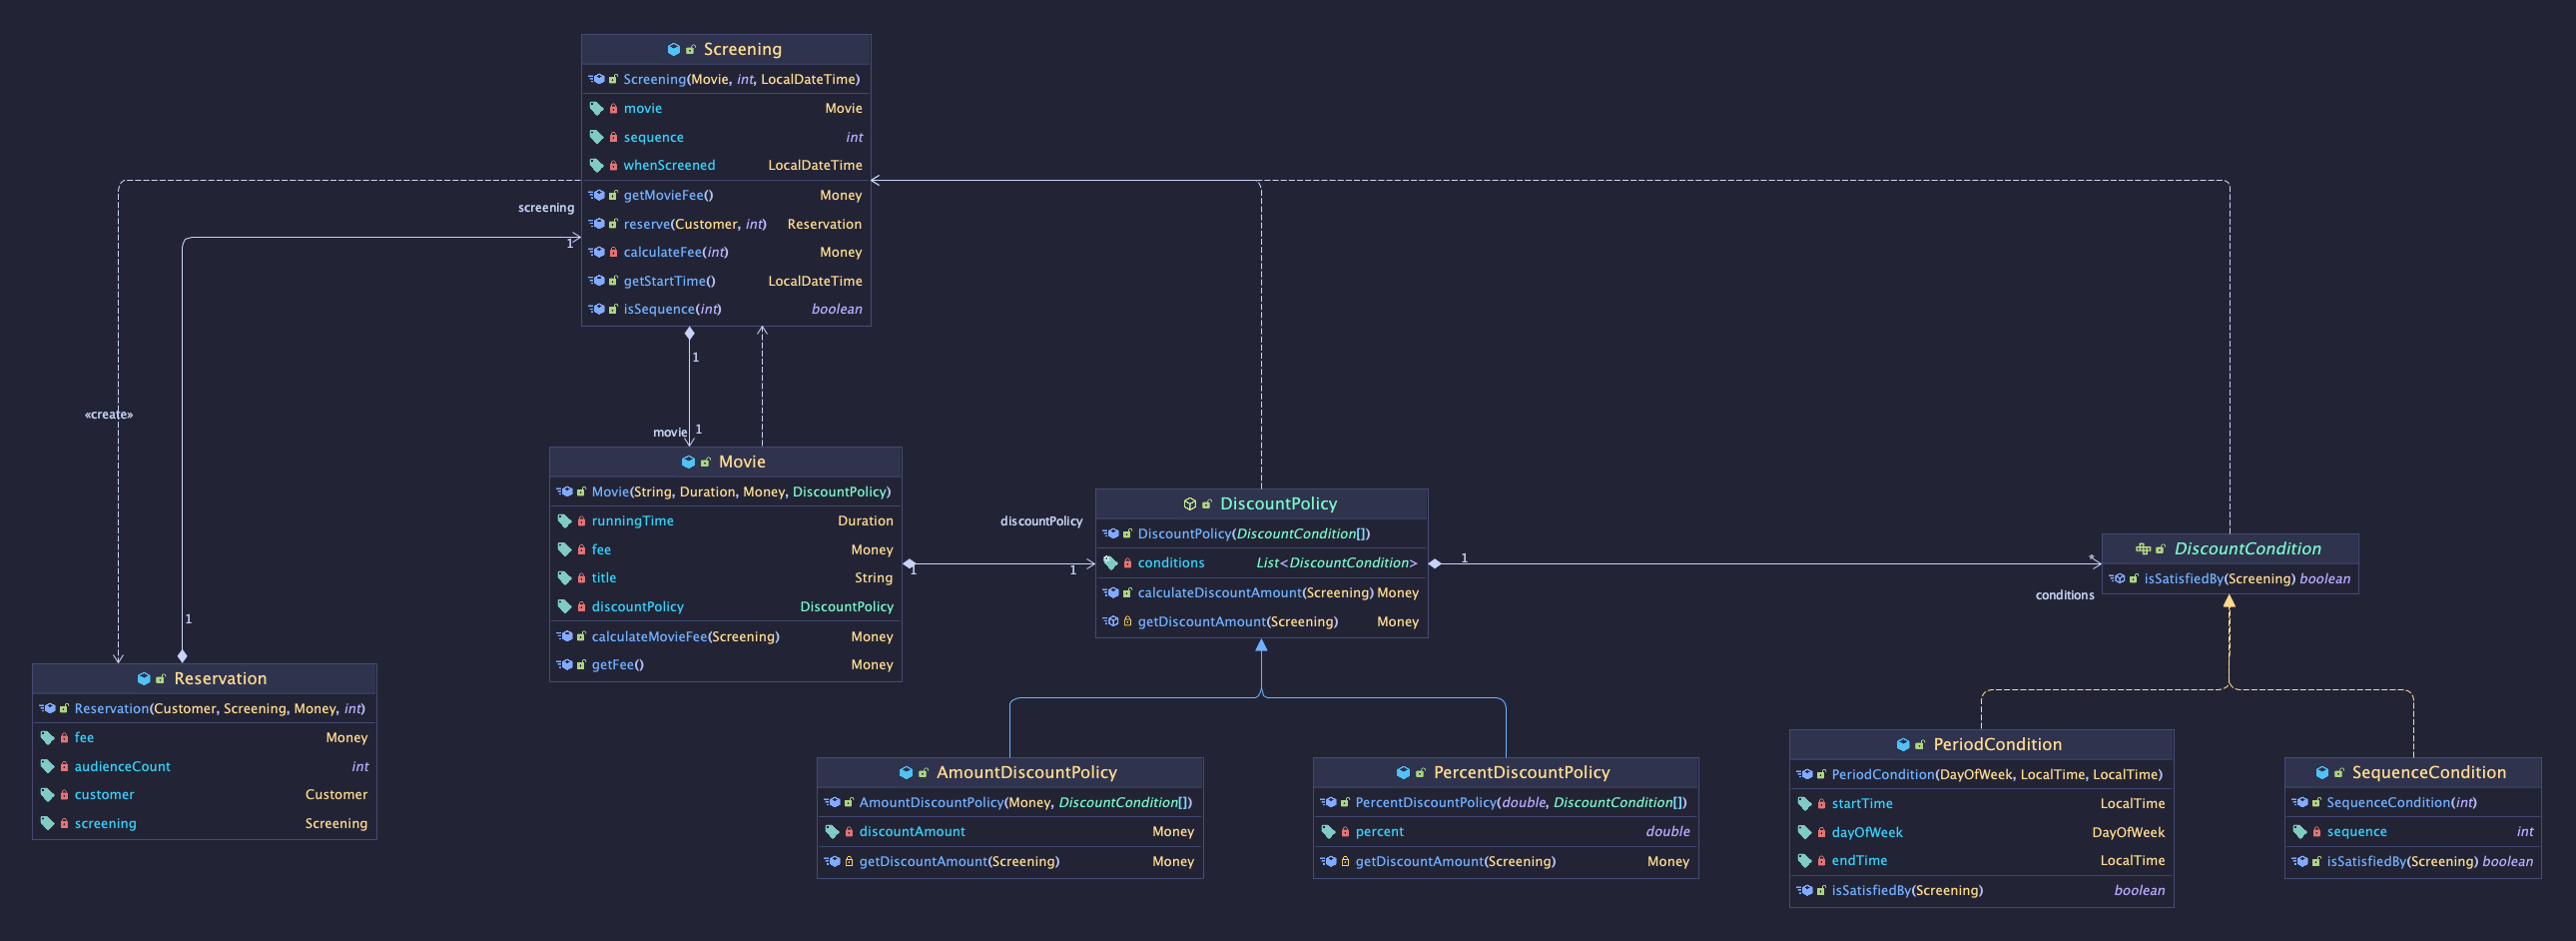 Screening
Screening(Movie, int, LocalDateTime)
movie Movie
sequence int
whenScreened LocalDateTime
getMovieFee() Money
reserve(Customer, int) Reservation
calculateFee(int) Money
getStartTime() LocalDateTime
isSequence(int) boolean
screening
1
1
«create»
movie 1
Movie
Movie(String, Duration, Money, DiscountPolicy)
runningTime Duration
fee Money
title String
discountPolicy DiscountPolicy
calculateMovieFee(Screening) Money
getFee() Money
discountPolicy
1
1
DiscountPolicy
DiscountPolicy(DiscountCondition[])
conditions List<DiscountCondition>
calculateDiscountAmount(Screening) Money
getDiscountAmount(Screening) Money
1
*
conditions
DiscountCondition
isSatisfiedBy(Screening) boolean
1
Reservation
Reservation(Customer, Screening, Money, int)
fee Money
audienceCount int
customer Customer
screening Screening
AmountDiscountPolicy
AmountDiscountPolicy(Money, DiscountCondition[])
discountAmount Money
getDiscountAmount(Screening) Money
PercentDiscountPolicy
PercentDiscountPolicy(double, DiscountCondition[])
percent double
getDiscountAmount(Screening) Money
PeriodCondition
PeriodCondition(DayOfWeek, LocalTime, LocalTime)
startTime LocalTime
dayOfWeek DayOfWeek
endTime LocalTime
isSatisfiedBy(Screening) boolean
SequenceCondition
SequenceCondition(int)
sequence int
isSatisfiedBy(Screening) boolean